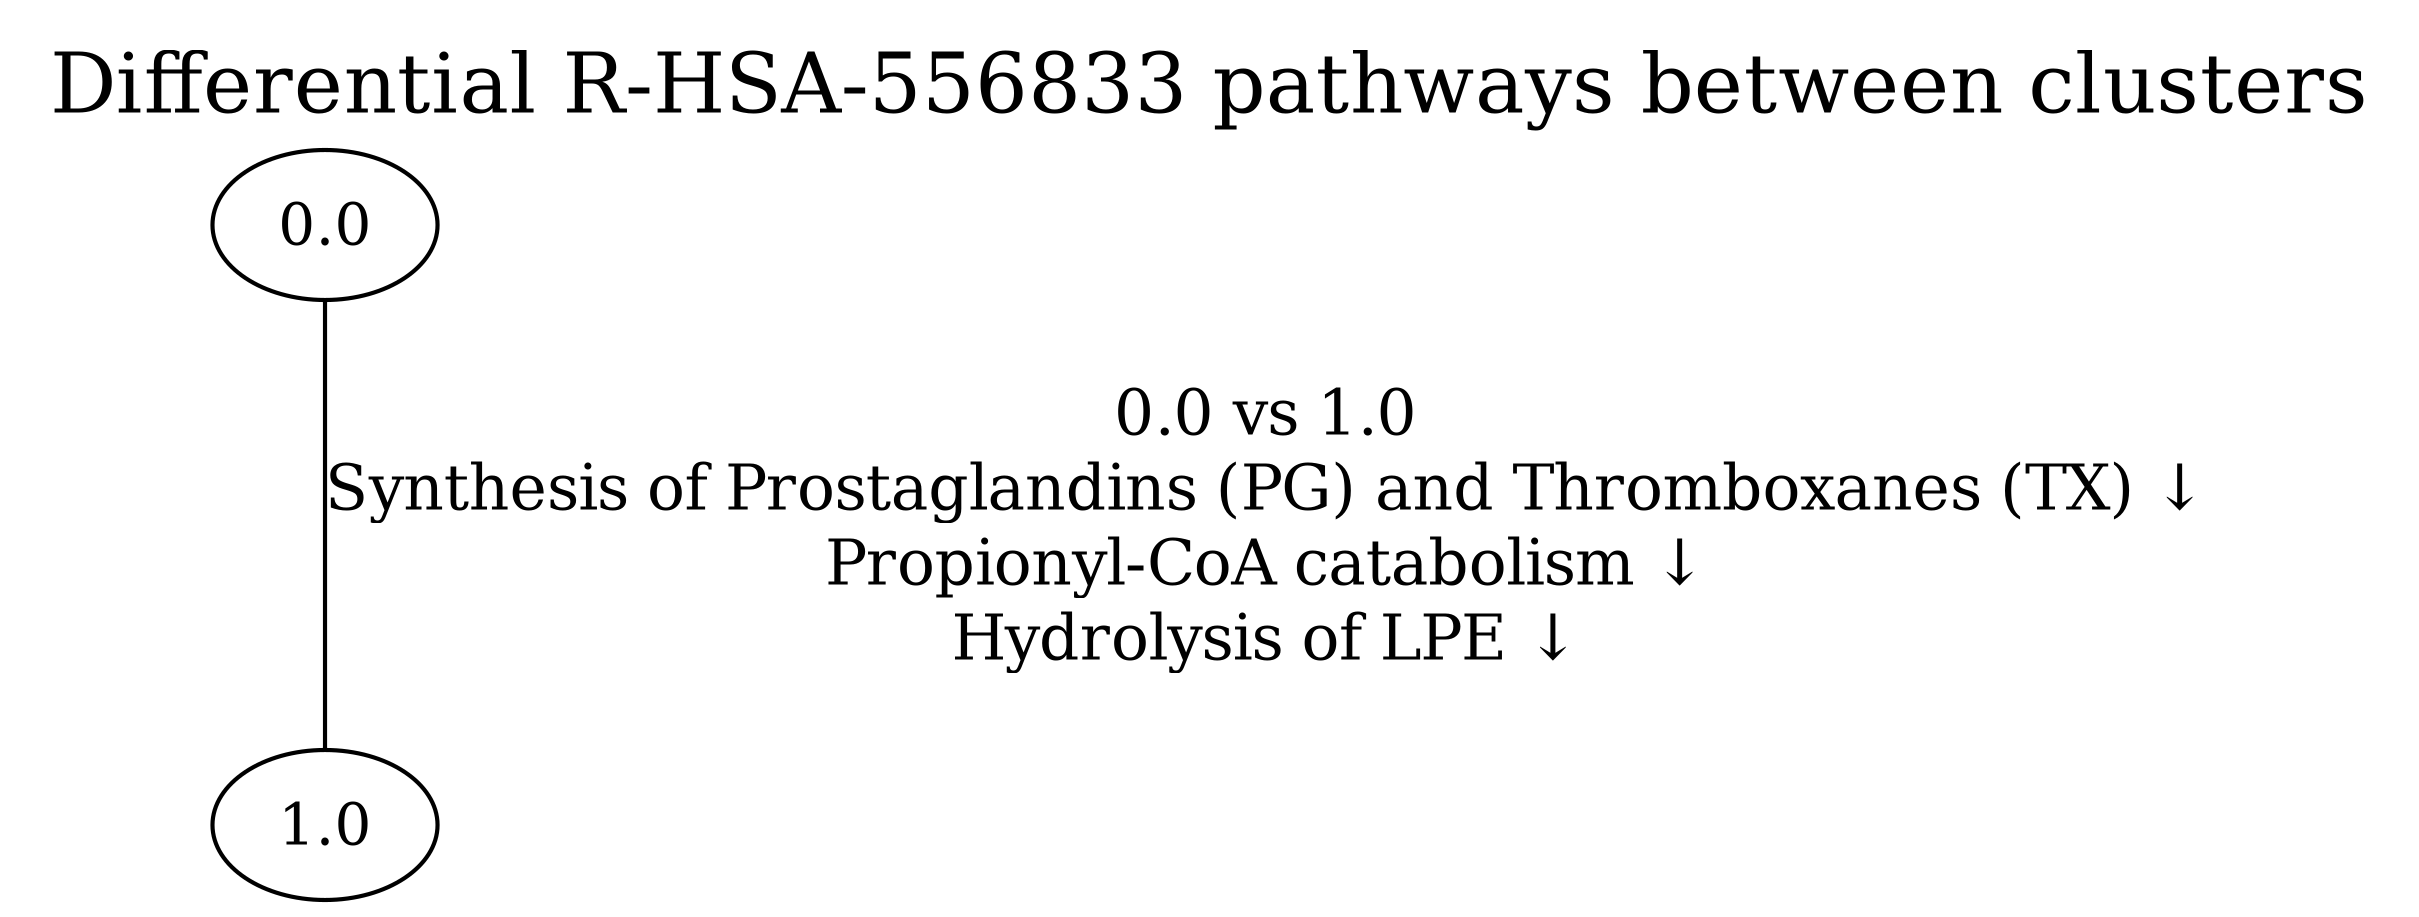 Differential R-HSA-556833 pathways between clusters
0.0
0.0 vs 1.0
Synthesis of Prostaglandins (PG) and Thromboxanes (TX) ↓
Propionyl-CoA catabolism ↓
Hydrolysis of LPE ↓
1.0